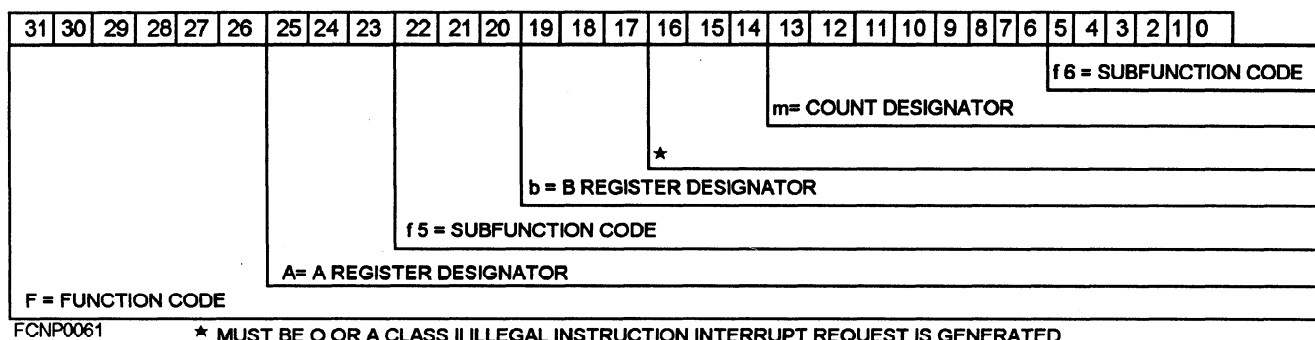 31 30 29 28 27 26 25 24 23 22 21 20 19 18 17 16 15 14 13 12 11 10 9 8 7 6 5 4 3 2 1 0
f 6 = SUBFUNCTION CODE
m= COUNT DESIGNATOR
★
b = B REGISTER DESIGNATOR
f 5 = SUBFUNCTION CODE
A= A REGISTER DESIGNATOR
F = FUNCTION CODE
FCNP0061 ★ MUST BE O OR A CLASS II ILLEGAL INSTRUCTION INTERRUPT REQUEST IS GENERATED